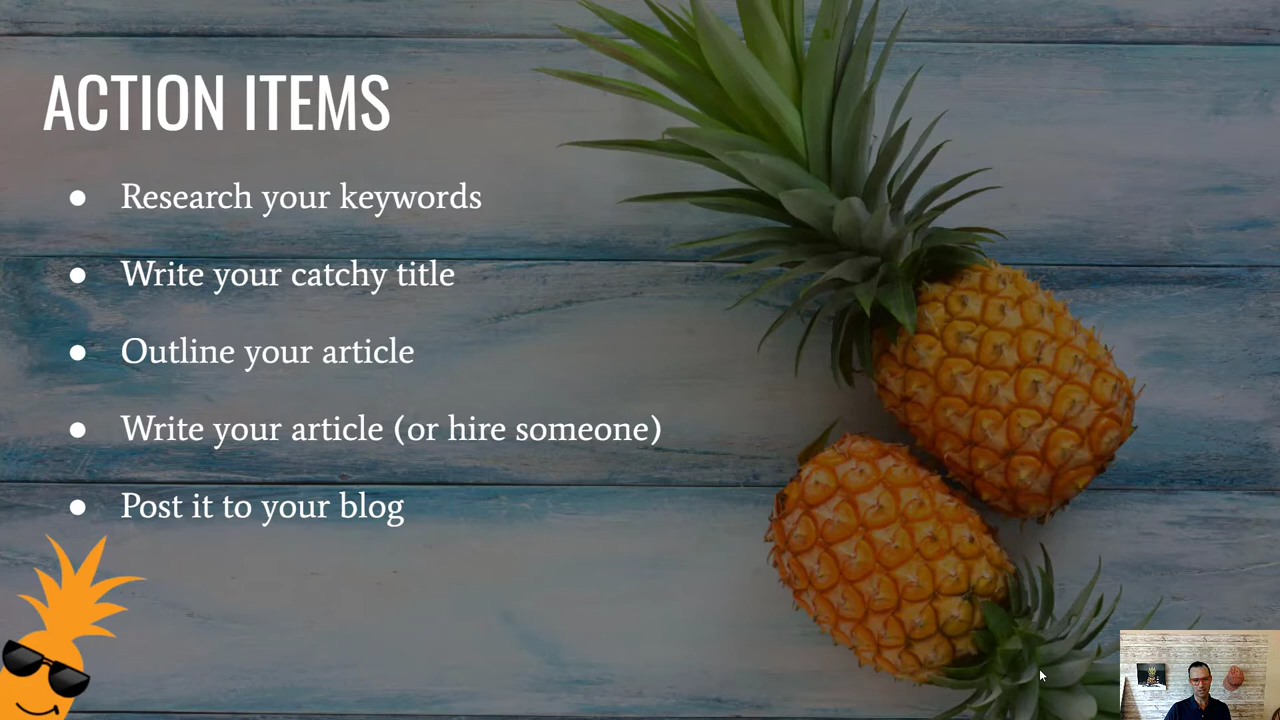 ACTION ITEMS
● Research your keywords
● Write your catchy title
● Outline your article
● Write your article (or hire someone)
● Post it to your blog